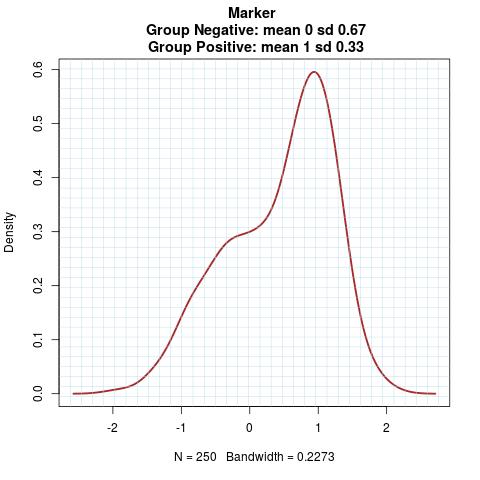 Marker
Group Negative: mean 0 sd 0.67
Group Positive: mean 1 sd 0.33
Density
0.6
0.5
0.4
0.3
0.2
0.1
0.0
-2 -1 0 1 2
N = 250 Bandwidth = 0.2273